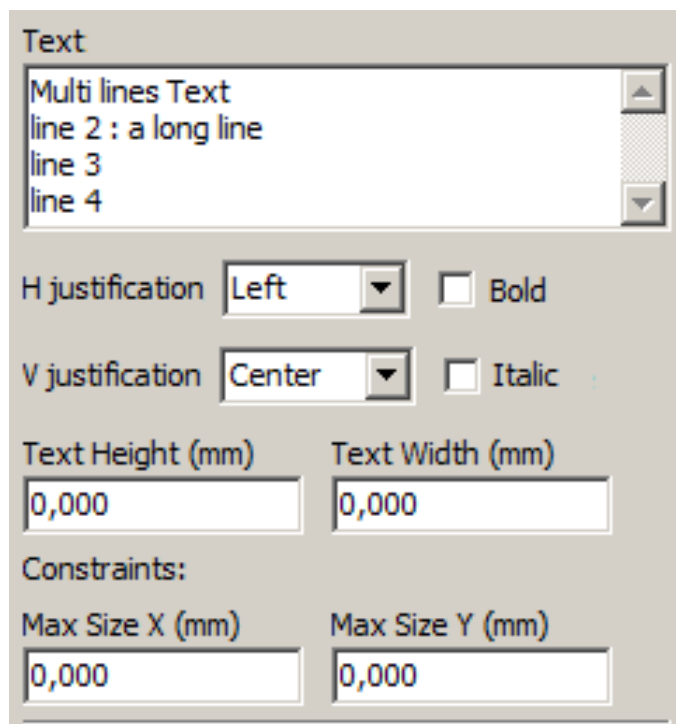 Text
Multi lines Text
line 2 : a long line
line 3
line 4
H justification Left Bold
V justification Center Italic
Text Height (mm) Text Width (mm)
0,000 0,000
Constraints:
Max Size X (mm) Max Size Y (mm)
0,000 0,000